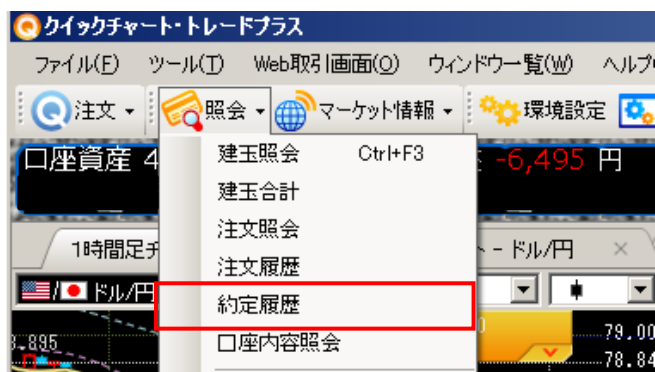 クイックチャート・トレードプラス
ファイル(F) ツール(T) Web取引画面(O) ウィンドウ一覧(W) ヘルプ
注文 照会 マーケット情報 環境設定
口座資産 4 -6,495 円
建玉照会 Ctrl+F3
建玉合計
注文照会
注文履歴
約定履歴
口座内容照会
1時間足チ ト - ドル/円 ×
ドル/円
8.895
79.00
78.84